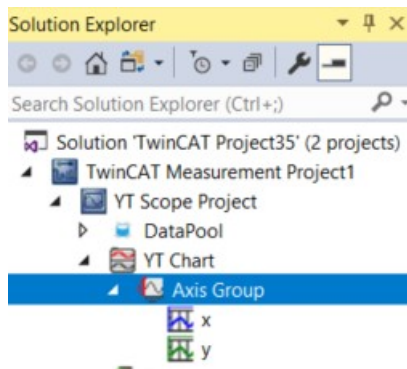 Solution Explorer
Search Solution Explorer (Ctrl+;)
Solution 'TwinCAT Project35' (2 projects)
TwinCAT Measurement Project1
YT Scope Project
DataPool
YT Chart
Axis Group
x
y